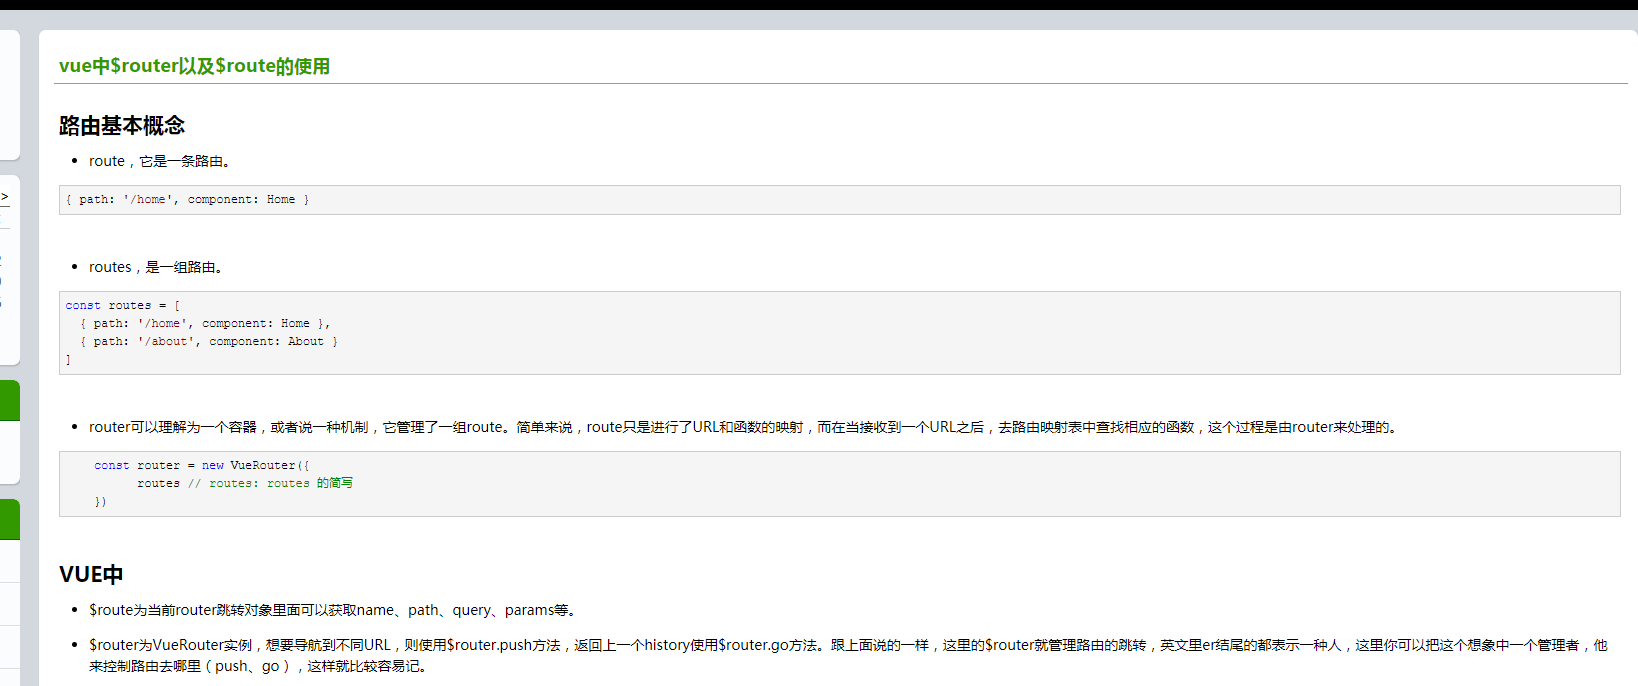 vue中$router以及$route的使用
路由基本概念
route，它是一条路由。
{ path: '/home', component: Home }
>
routes，是一组路由。
const routes = [
{ path: '/home', component: Home },
{ path: '/about', component: About }
]
router可以理解为一个容器，或者说一种机制，它管理了一组route。简单来说，route只是进行了URL和函数的映射，而在当接收到一个URL之后，去路由映射表中查找相应的函数，这个过程是由router来处理的。
const router = new VueRouter({
routes // routes: routes 的简写
})
VUE中
$route为当前router跳转对象里面可以获取name、path、query、params等。
$router为VueRouter实例，想要导航到不同URL，则使用$router.push方法，返回上一个history使用$router.go方法。跟上面说的一样，这里的$router就管理路由的跳转，英文里er结尾的都表示一种人，这里你可以把这个想象中一个管理者，他
来控制路由去哪里（push、go），这样就比较容易记。